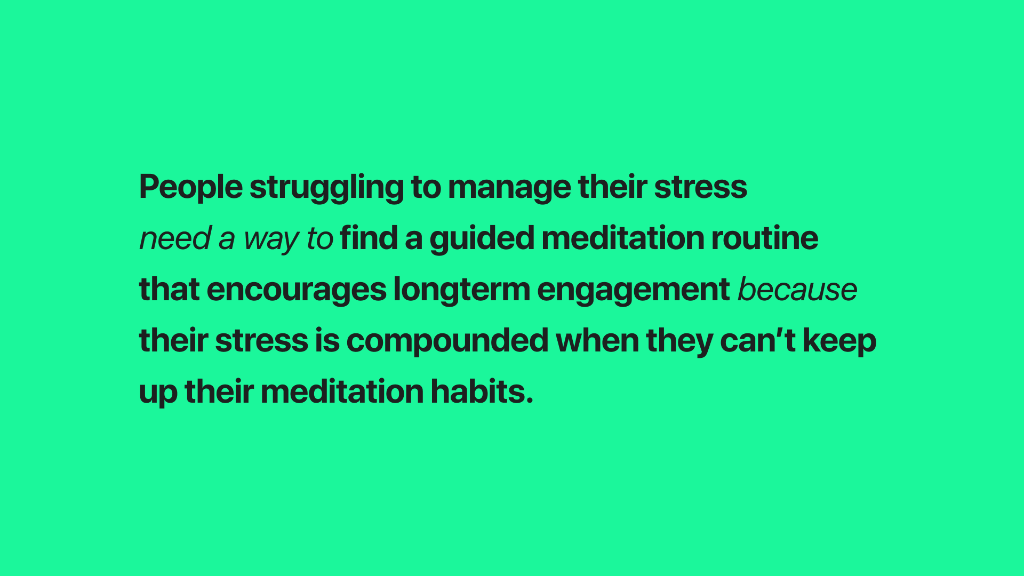 People struggling to manage their stress
need a way to find a guided meditation routine
that encourages longterm engagement because
their stress is compounded when they can’t keep
up their meditation habits.